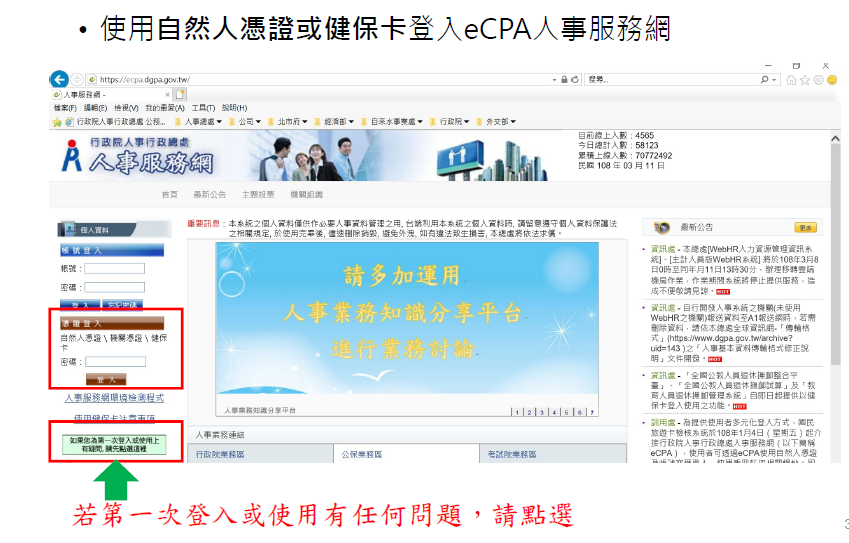 • 使用自然人憑證或健保卡登入eCPA人事服務網
https://ecpa.dgpa.gov.tw/
搜尋...
人事服務網 -
檔案(F) 編輯(E) 檢視(V) 我的最愛(A) 工具(T) 說明(H)
行政院人事行政總處 公務... 人事總處 公司 北市府 經濟部 自來水事業處 行政院 外交部
行政院人事行政總處
人事服務網
目前線上人數：4565
今日總計人數：58123
累積上線人數：70772492
民國 108 年 03 月 11 日
首頁 最新公告 主題投票 機關組織
個人資料
帳號登入
帳號：
密碼：
登 入 忘記密碼
憑證登入
自然人憑證 \ 機關憑證 \ 健保
卡
密碼：
登 入
人事服務網環境檢測程式
使用健保卡注意事項
如果您為第一次登入或使用上
有疑問, 請先點選這裡
重要訊息：本系統之個人資料僅供作必要人事資料管理之用, 台端利用本系統之個人資料時, 請留意遵守個人資料保護法
之相關規定, 於使用完畢後, 儘速刪除銷毀, 避免外洩, 如有違法致生損害, 本總處將依法求償。
請多加運用
人事業務知識分享平台
進行業務討論
人事業務知識分享平台
1 2 3 4 5 6 7
人事業務連結
行政院業務區 公保業務區 考試院業務區
最新公告 更多
資訊處 - 本總處[WebHR人力資源管理資訊系
統]、[主計人員版WebHR系統] 將於108年3月8
日0時至同年月11日13時30分，辦理移轉雲端
機房作業，作業期間系統將停止提供服務，造
成不便敬請見諒。HOT
資訊處 - 自行開發人事系統之機關(未使用
WebHR之機關)報送資料至A1報送網時，若需
刪除資料，請依本總處全球資訊網-「傳輸格
式」(https://www.dgpa.gov.tw/archive?
uid=143 )之「人事基本資料傳輸格式修正說
明」文件開發。HOT
資訊處 - 「全國公教人員退休撫卹整合平
臺」、「全國公教人員退休撫卹試算」及「教
育人員退休撫卹管理系統」自即日起提供以健
保卡登入使用之功能。HOT
訓用處 - 為提供使用者多元化登入方式，國民
旅遊卡檢核系統於108年1月4日（星期五）起介
接行政院人事行政總處人事服務網（以下簡稱
eCPA），使用者可透過eCPA使用自然人憑證
若第一次登入或使用有任何問題，請點選